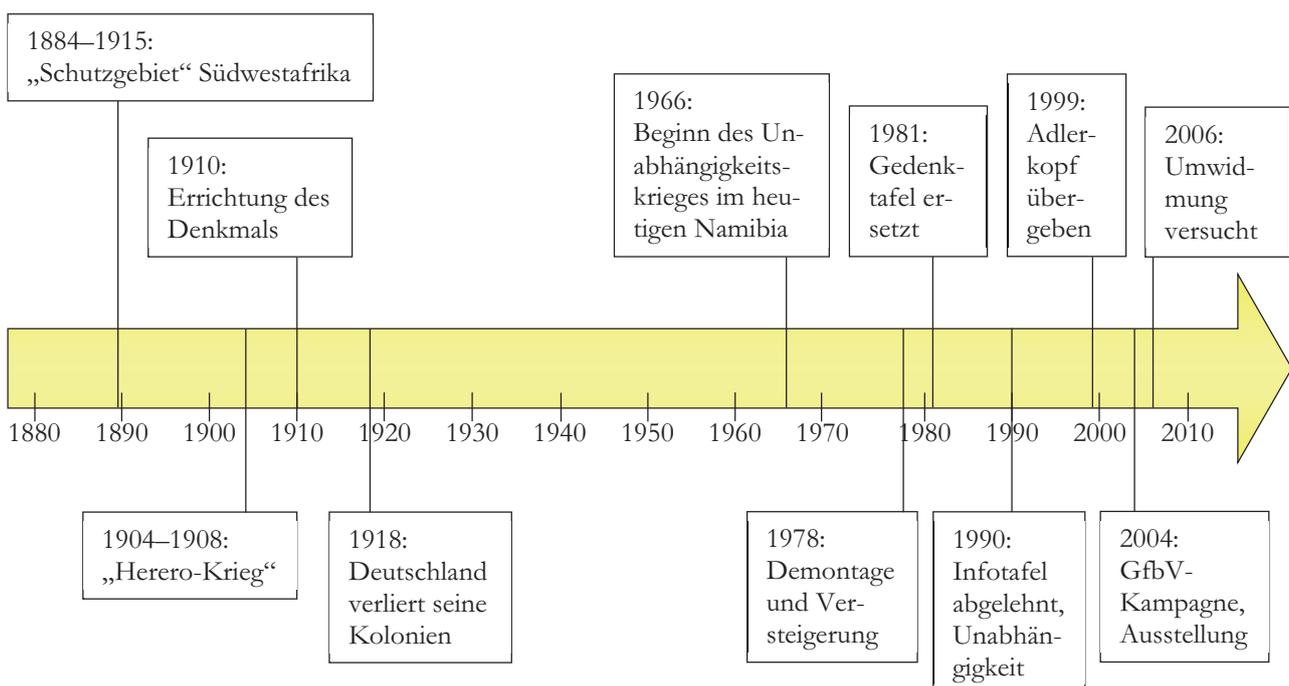 1884–1915:
„Schutzgebiet“ Südwestafrika
1910:
Errichtung des
Denkmals
1966:
Beginn des Un-
abhängigkeits-
krieges im heu-
tigen Namibia
1981:
Gedenk-
tafel er-
setzt
1999:
Adler-
kopf
über-
geben
2006:
Umwid-
mung
versucht
1880 1890 1900 1910 1920 1930 1940 1950 1960 1970 1980 1990 2000 2010
1904–1908:
„Herero-Krieg“
1918:
Deutschland
verliert seine
Kolonien
1978:
Demontage
und Ver-
steigerung
1990:
Infotafel
abgelehnt,
Unabhän-
gigkeit
2004:
GfbV-
Kampagne,
Ausstellung